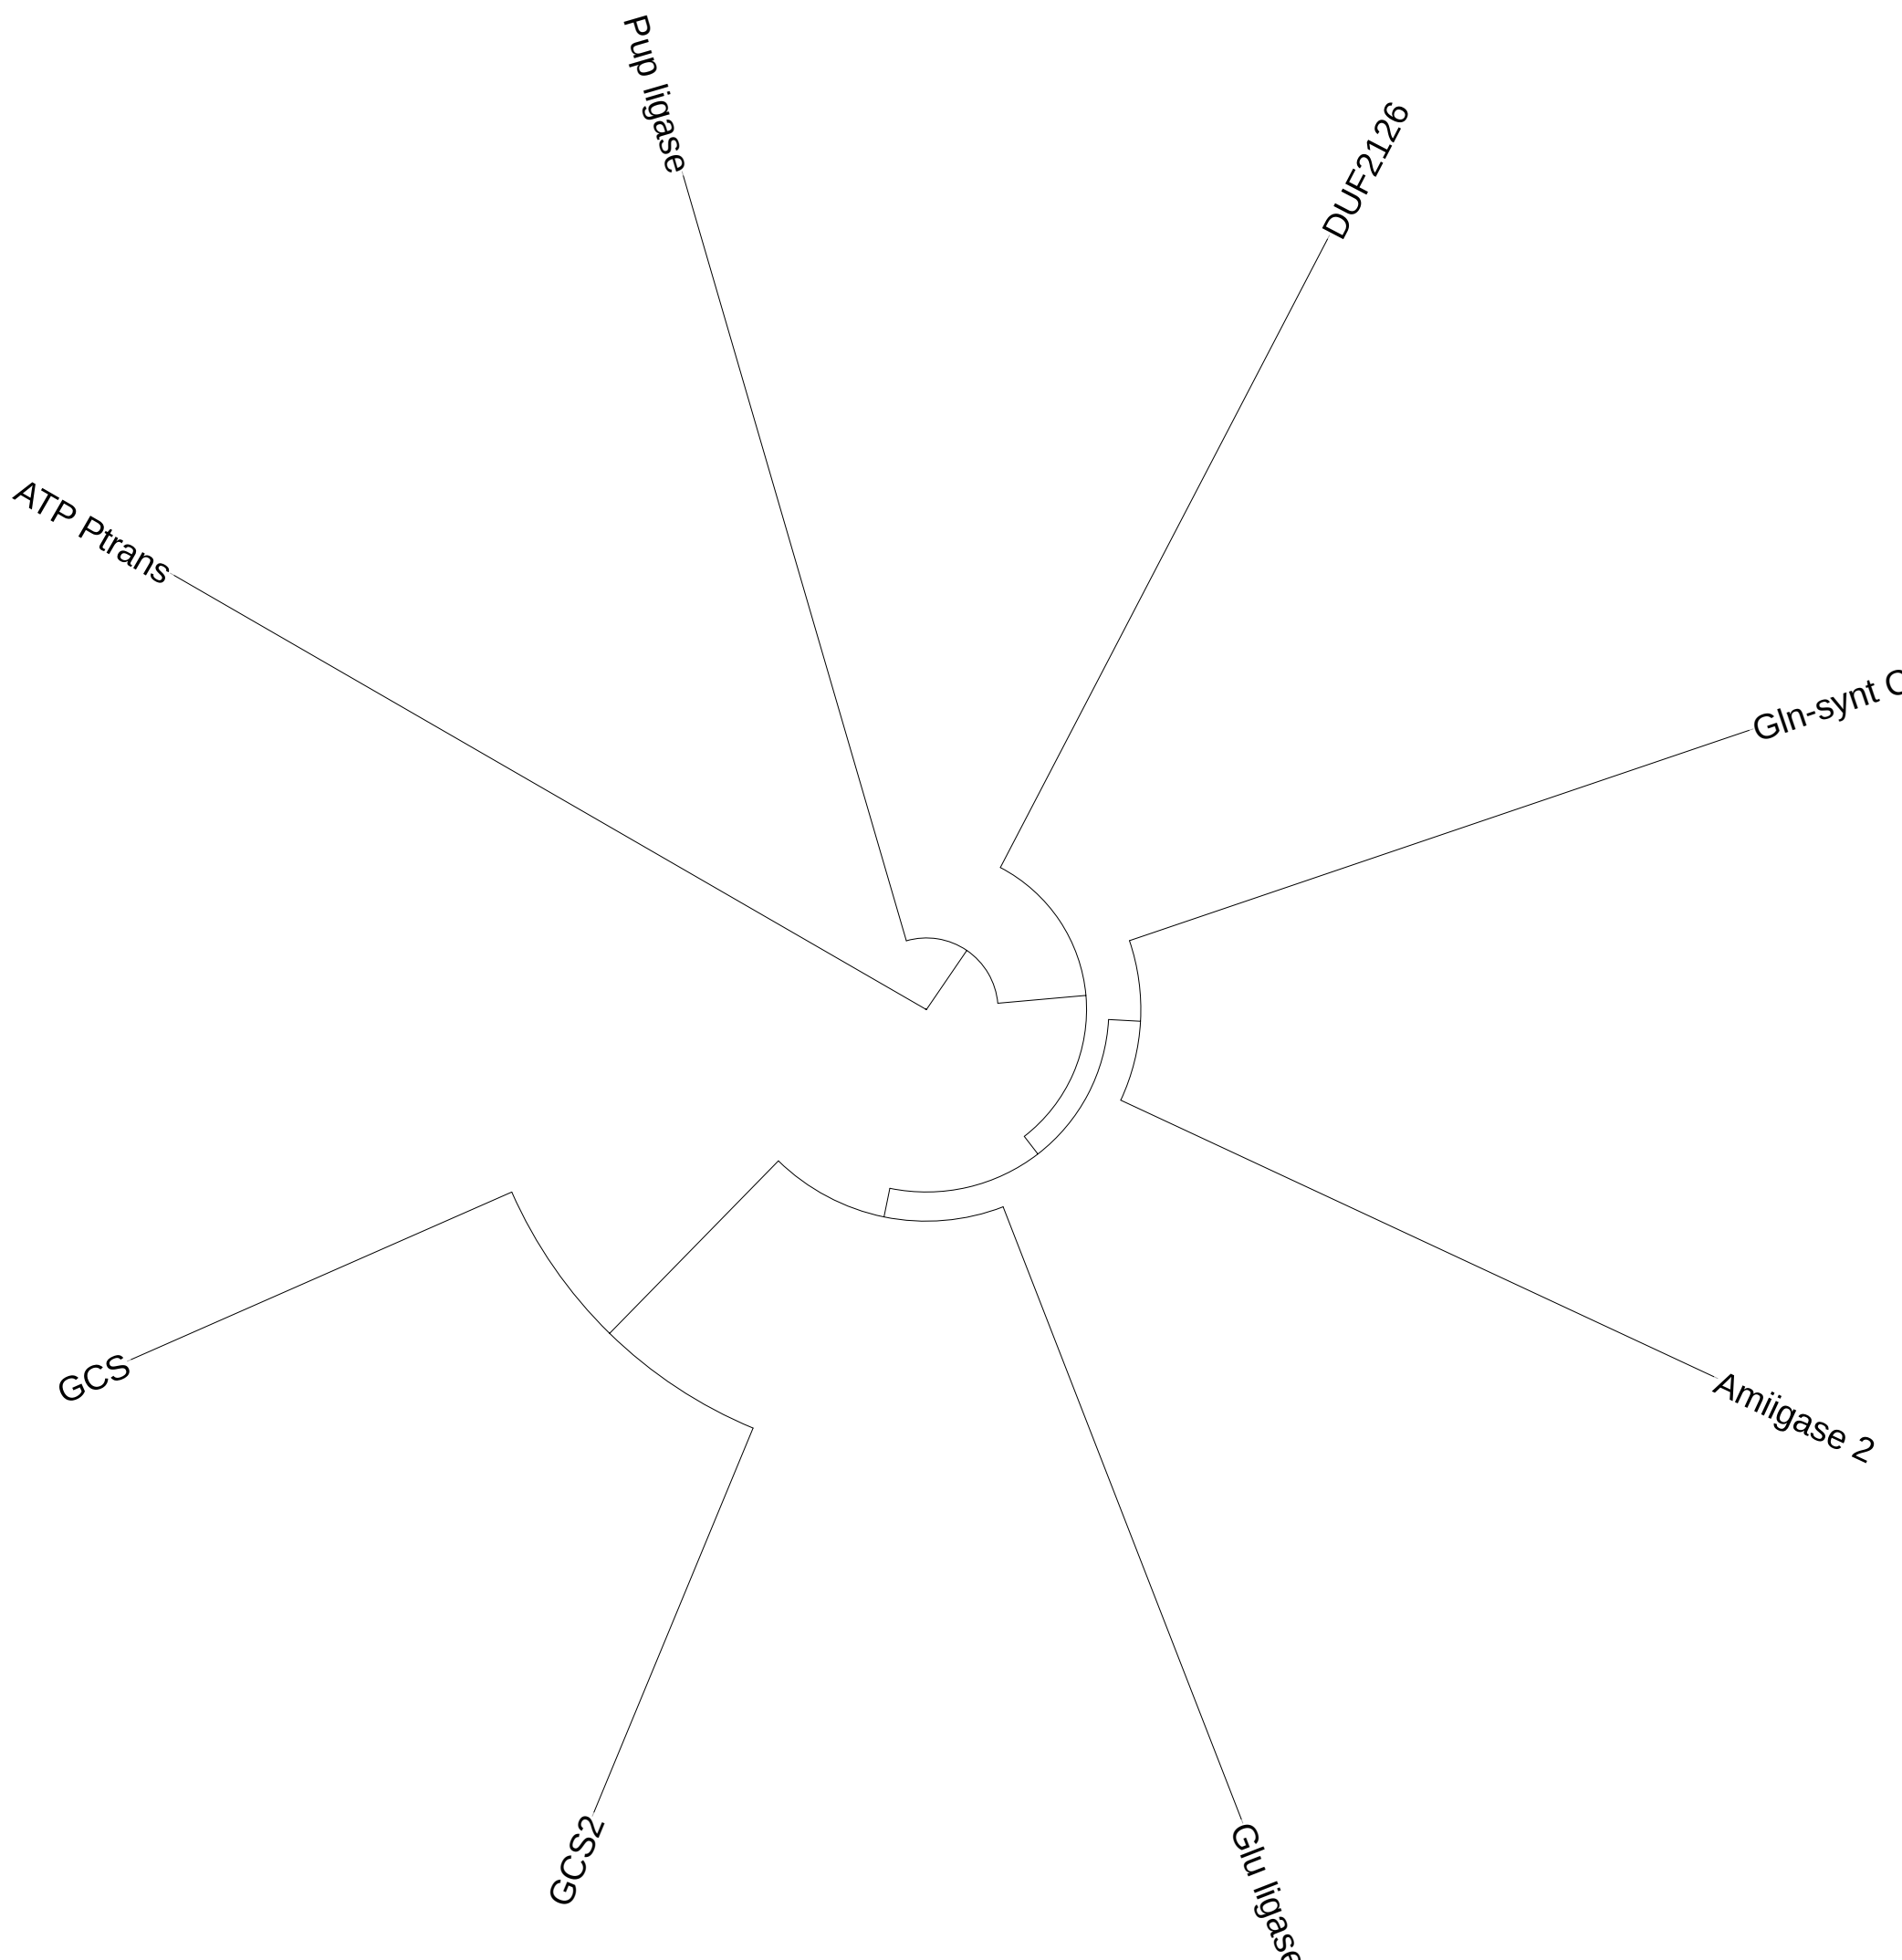 Pup ligase
DUF2126
ATP Ptrans
Gln-synt C
GCS
Amiigase 2
GCS2
Glu ligase